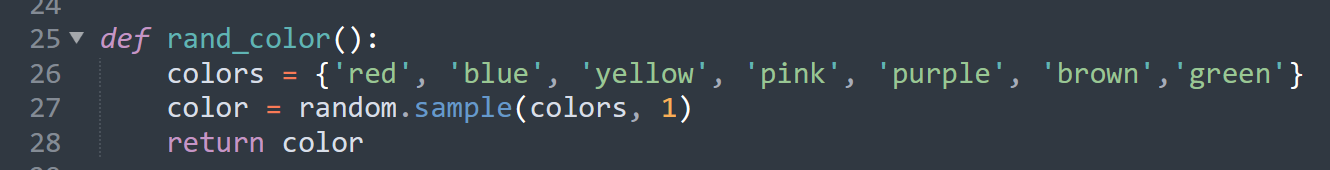 24
25 def rand_color():
26 colors = {'red', 'blue', 'yellow', 'pink', 'purple', 'brown','green'}
27 color = random.sample(colors, 1)
28 return color